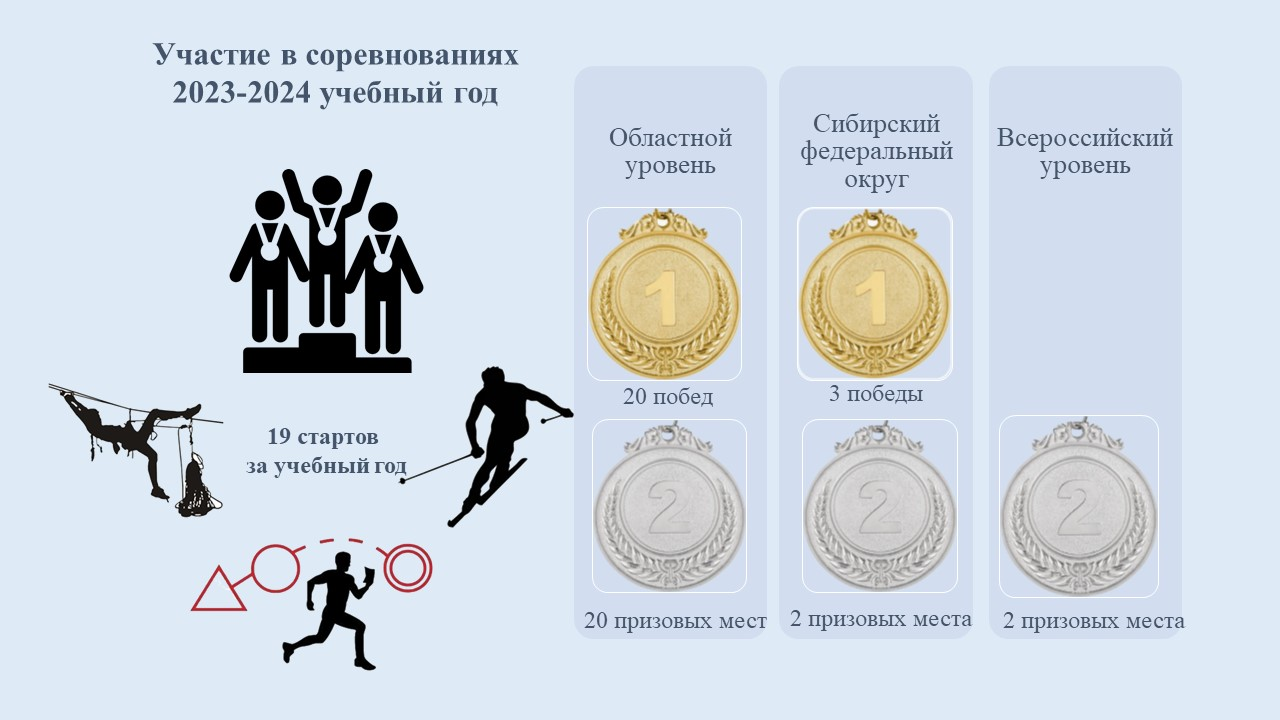 Участие в соревнованиях
2023-2024 учебный год
19 стартов
за учебный год
Областной
уровень
1
20 побед
2
20 призовых мест
Сибирский
федеральный
округ
1
3 победы
2
2 призовых места
Всероссийский
уровень
2
2 призовых места